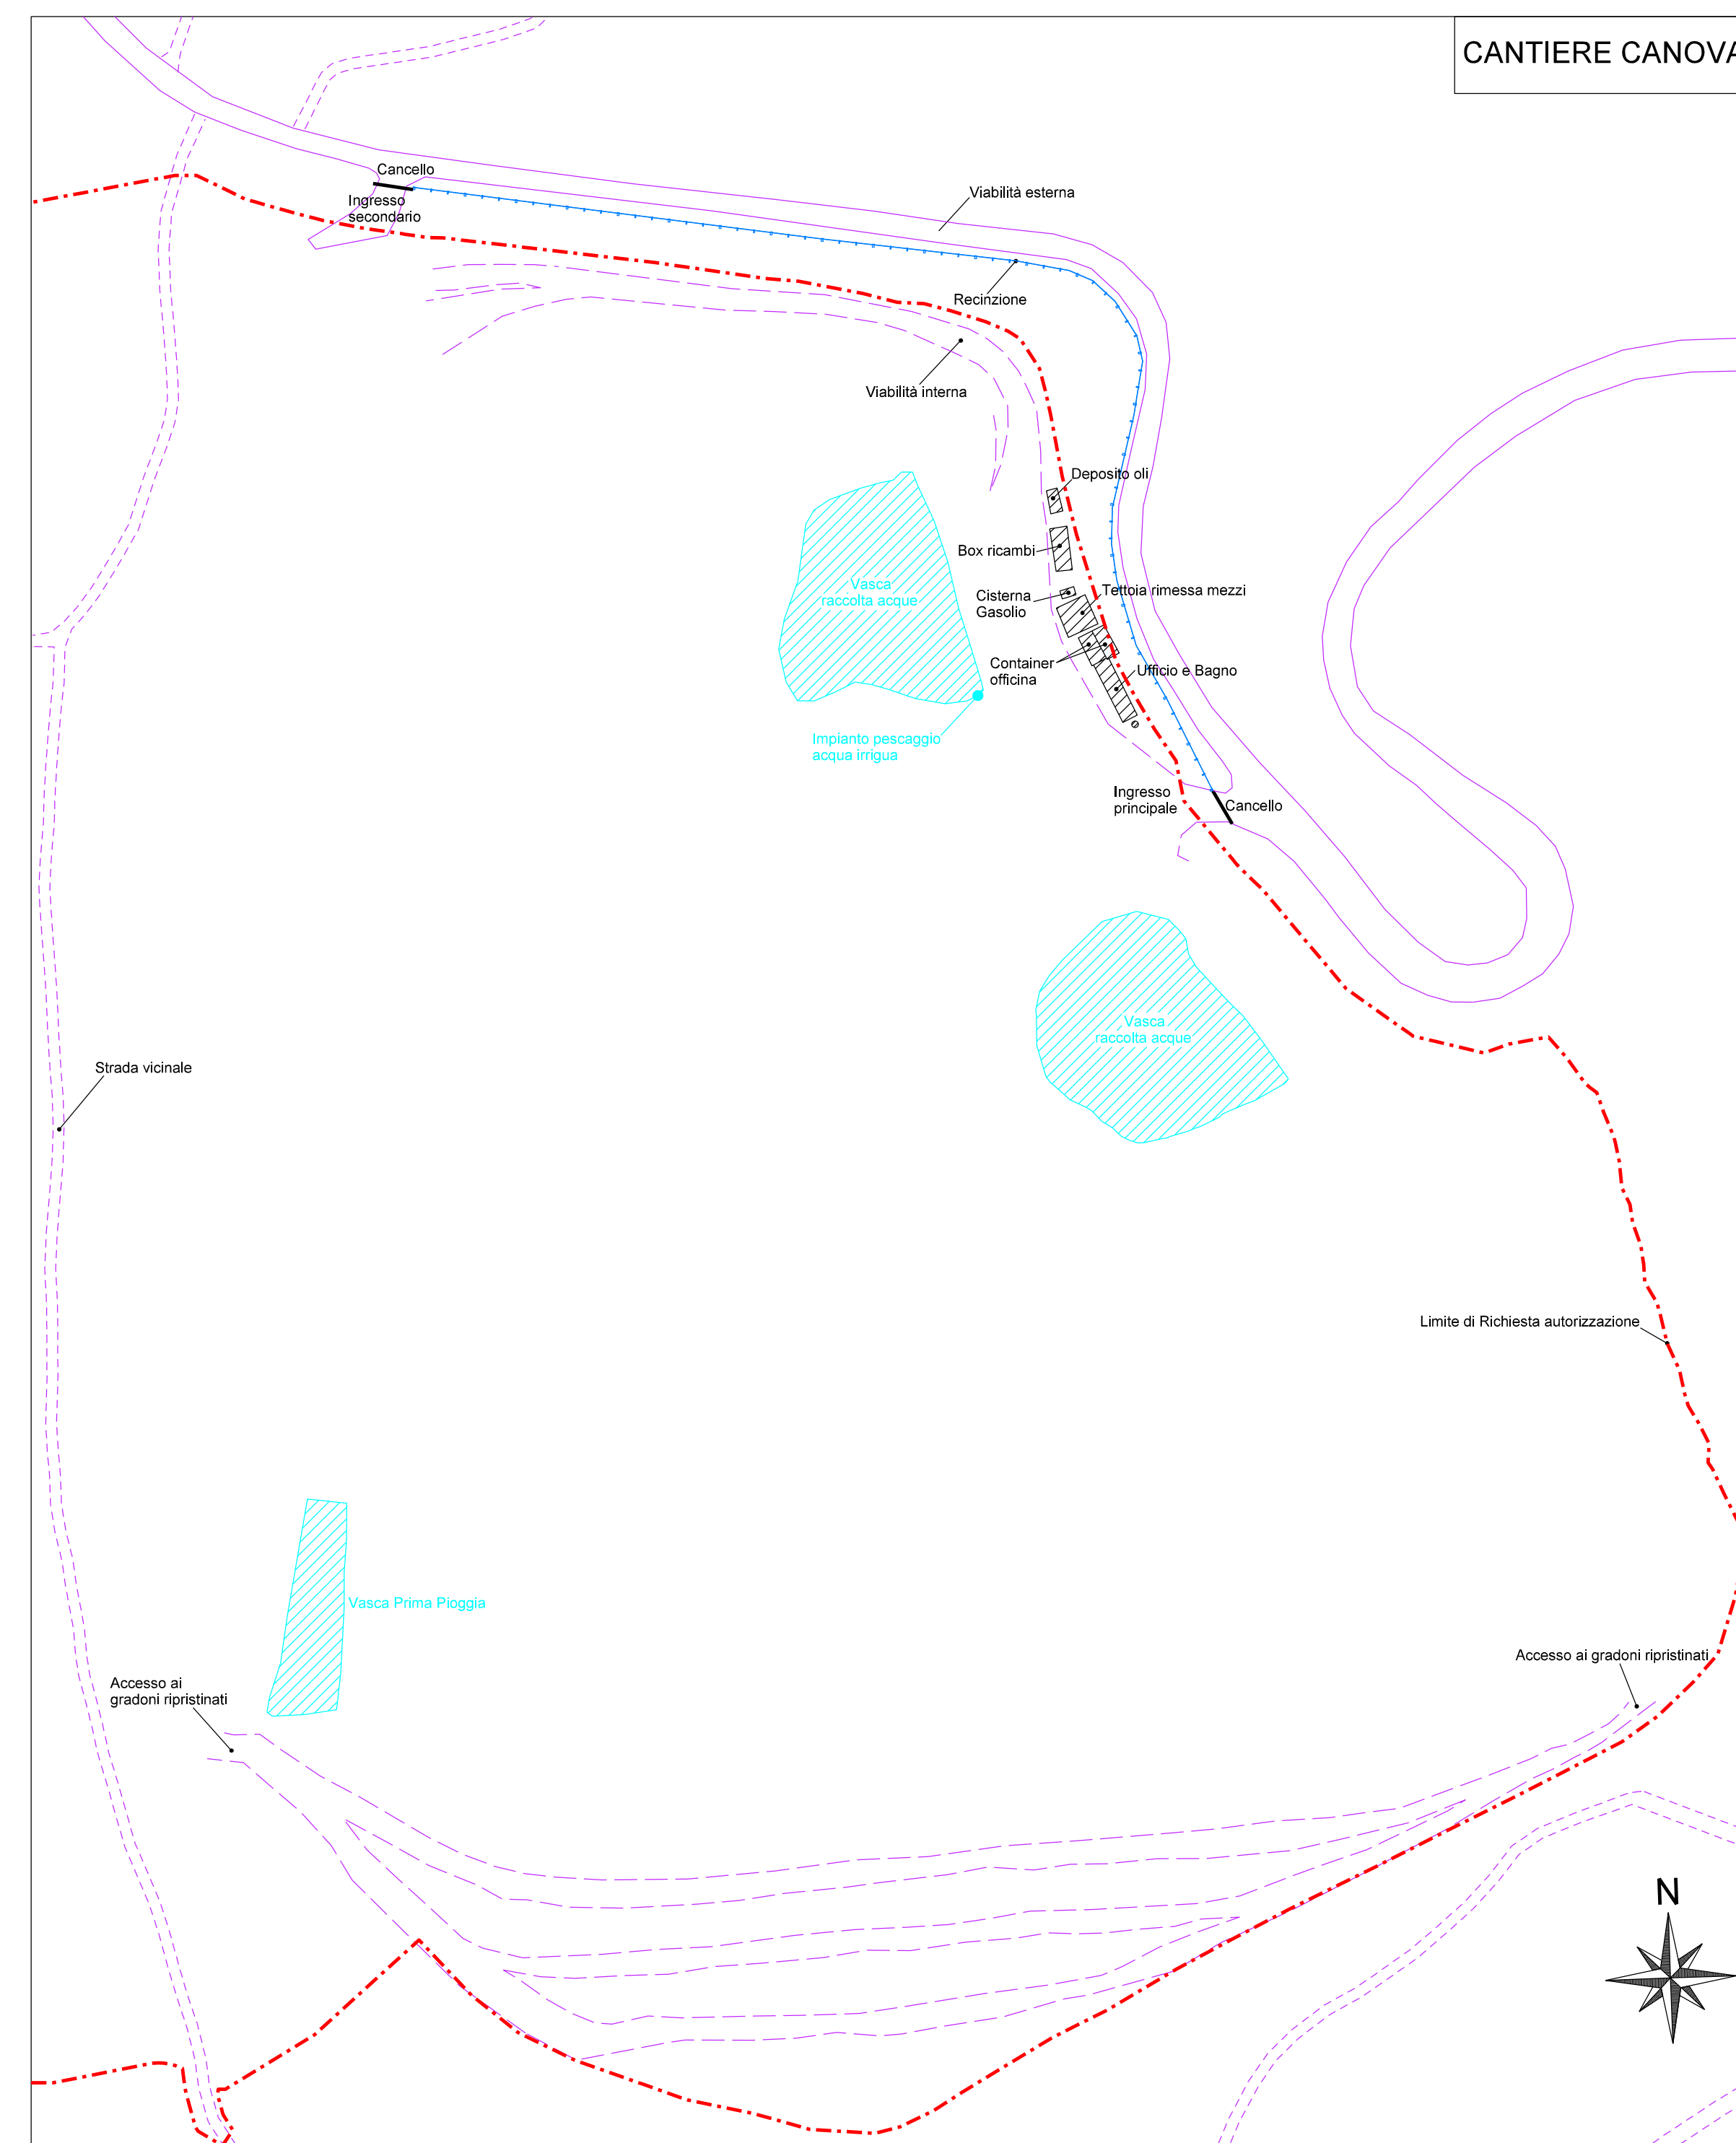 CANTIERE CANOVA
Cancello
Ingresso
secondario
Viabilità esterna
Recinzione
Viabilità interna
Deposito oli
Box ricambi
Vasca
raccolta acque
Cisterna
Gasolio
Tettoia rimessa mezzi
Container
officina
Ufficio e Bagno
Impianto pescaggio
acqua irrigua
Ingresso
principale
Cancello
Vasca
raccolta acque
Strada vicinale
Limite di Richiesta autorizzazione
Vasca Prima Pioggia
Accesso ai gradoni ripristinati
Accesso ai
gradoni ripristinati
N